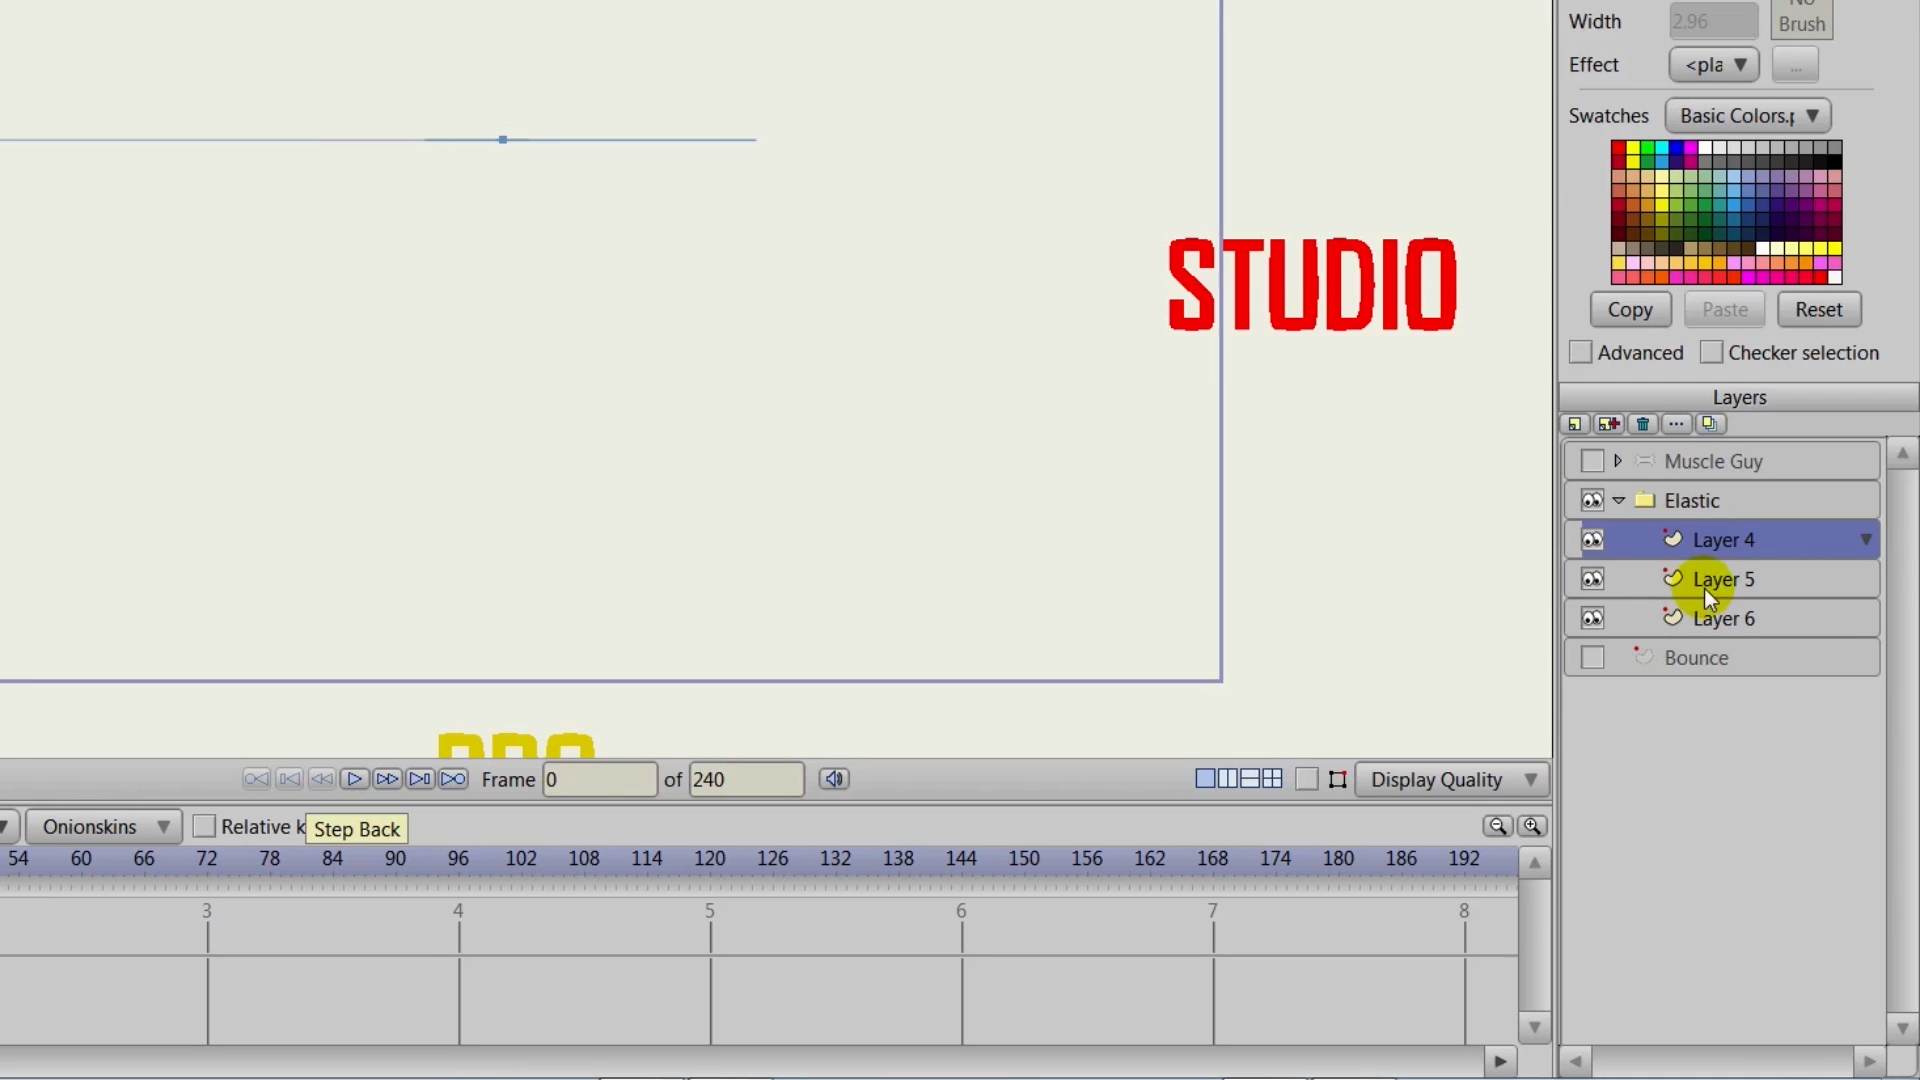 No
Width 2.96 Brush
Effect <pla ...
Swatches Basic Colors.p
STUDIO
Copy Paste Reset
Advanced Checker selection
Layers
Muscle Guy
Elastic
Layer 4
Layer 5
Layer 6
Bounce
PRO
Frame 0 of 240 Display Quality
Onionskins Relative k Step Back
54 60 66 72 78 84 90 96 102 108 114 120 126 132 138 144 150 156 162 168 174 180 186 192
3 4 5 6 7 8